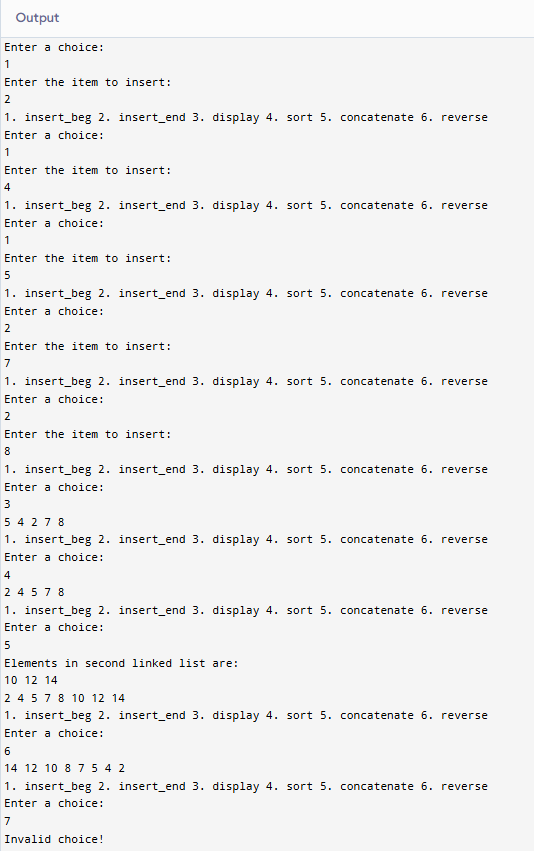 Output
Enter a choice:
1
Enter the item to insert:
2
1. insert_beg 2. insert_end 3. display 4. sort 5. concatenate 6. reverse
Enter a choice:
1
Enter the item to insert:
4
1. insert_beg 2. insert_end 3. display 4. sort 5. concatenate 6. reverse
Enter a choice:
1
Enter the item to insert:
5
1. insert_beg 2. insert_end 3. display 4. sort 5. concatenate 6. reverse
Enter a choice:
2
Enter the item to insert:
7
1. insert_beg 2. insert_end 3. display 4. sort 5. concatenate 6. reverse
Enter a choice:
2
Enter the item to insert:
8
1. insert_beg 2. insert_end 3. display 4. sort 5. concatenate 6. reverse
Enter a choice:
3
5 4 2 7 8
1. insert_beg 2. insert_end 3. display 4. sort 5. concatenate 6. reverse
Enter a choice:
4
2 4 5 7 8
1. insert_beg 2. insert_end 3. display 4. sort 5. concatenate 6. reverse
Enter a choice:
5
Elements in second linked list are:
10 12 14
2 4 5 7 8 10 12 14
1. insert_beg 2. insert_end 3. display 4. sort 5. concatenate 6. reverse
Enter a choice:
6
14 12 10 8 7 5 4 2
1. insert_beg 2. insert_end 3. display 4. sort 5. concatenate 6. reverse
Enter a choice:
7
Invalid choice!